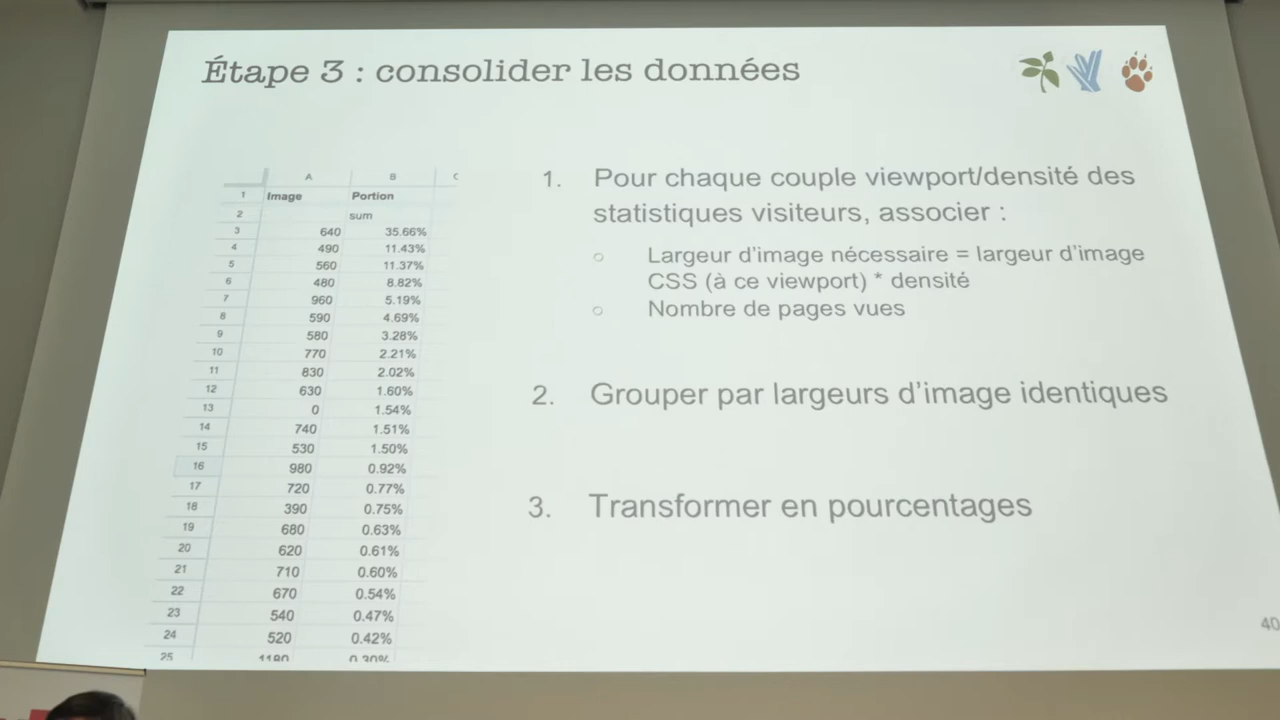 Étape 3 : consolider les données
A B C
1 Image Portion
2 sum
3 640 35.66%
4 490 11.43%
5 560 11.37%
6 480 8.82%
7 960 5.19%
8 590 4.69%
9 580 3.28%
10 770 2.21%
11 830 2.02%
12 630 1.60%
13 0 1.54%
14 740 1.51%
15 530 1.50%
16 980 0.92%
17 720 0.77%
18 390 0.75%
19 680 0.63%
20 620 0.61%
21 710 0.60%
22 670 0.54%
23 540 0.47%
24 520 0.42%
25
1. Pour chaque couple viewport/densité des
statistiques visiteurs, associer :
○ Largeur d'image nécessaire = largeur d'image
CSS (à ce viewport) * densité
○ Nombre de pages vues
2. Grouper par largeurs d'image identiques
3. Transformer en pourcentages
40